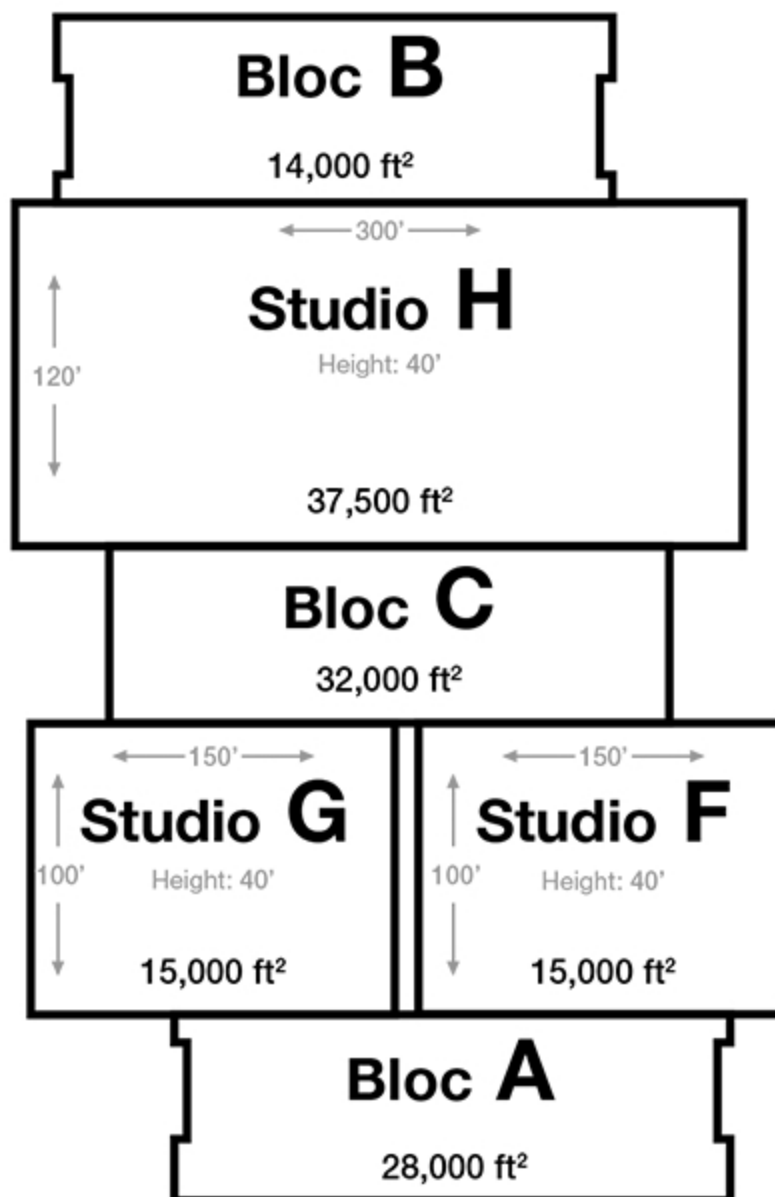 Bloc B
14,000 ft²
300’
Studio H
Height: 40’
120’
37,500 ft²
Bloc C
32,000 ft²
150’
Studio G
100’
Height: 40’
15,000 ft²
150’
Studio F
100’
Height: 40’
15,000 ft²
Bloc A
28,000 ft²